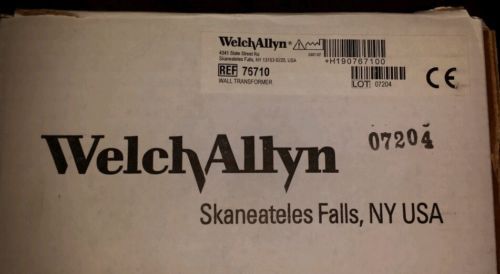 WelchAllyn®
4341 State Street Rd
Skaneateles Falls, NY 13153-0220, USA
REF 76710
WALL TRANSFORMER
+H190767100
LOT 07204
CE
WelchAllyn
07204
Skaneateles Falls, NY USA